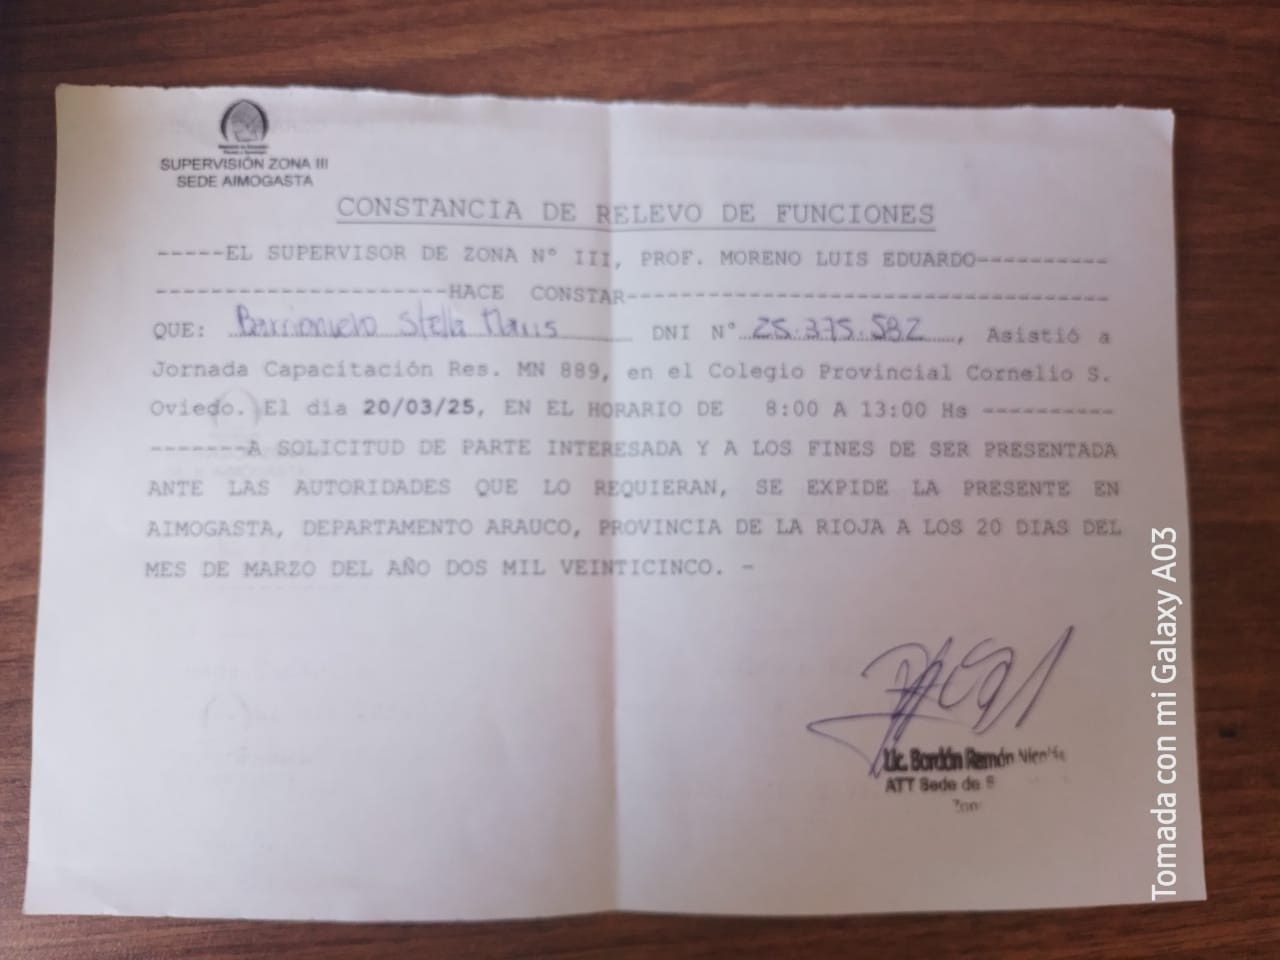 SUPERVISIÓN ZONA III
SEDE AIMOGASTA
CONSTANCIA DE RELEVO DE FUNCIONES
-----EL SUPERVISOR DE ZONA N° III, PROF. MORENO LUIS EDUARDO----------
----------------------HACE CONSTAR------------------------------------
QUE: Barrionuevo Stella Maris DNI N° 25.375.582, Asistió a
Jornada Capacitación Res. MN 889, en el Colegio Provincial Cornelio S.
Oviedo. El día 20/03/25, EN EL HORARIO DE 8:00 A 13:00 Hs ----------
-------A SOLICITUD DE PARTE INTERESADA Y A LOS FINES DE SER PRESENTADA
ANTE LAS AUTORIDADES QUE LO REQUIERAN, SE EXPIDE LA PRESENTE EN
AIMOGASTA, DEPARTAMENTO ARAUCO, PROVINCIA DE LA RIOJA A LOS 20 DIAS DEL
MES DE MARZO DEL AÑO DOS MIL VEINTICINCO. -
Lic. Bordón Ramón Nicolás
ATT Sede de
Tomada con mi Galaxy A03